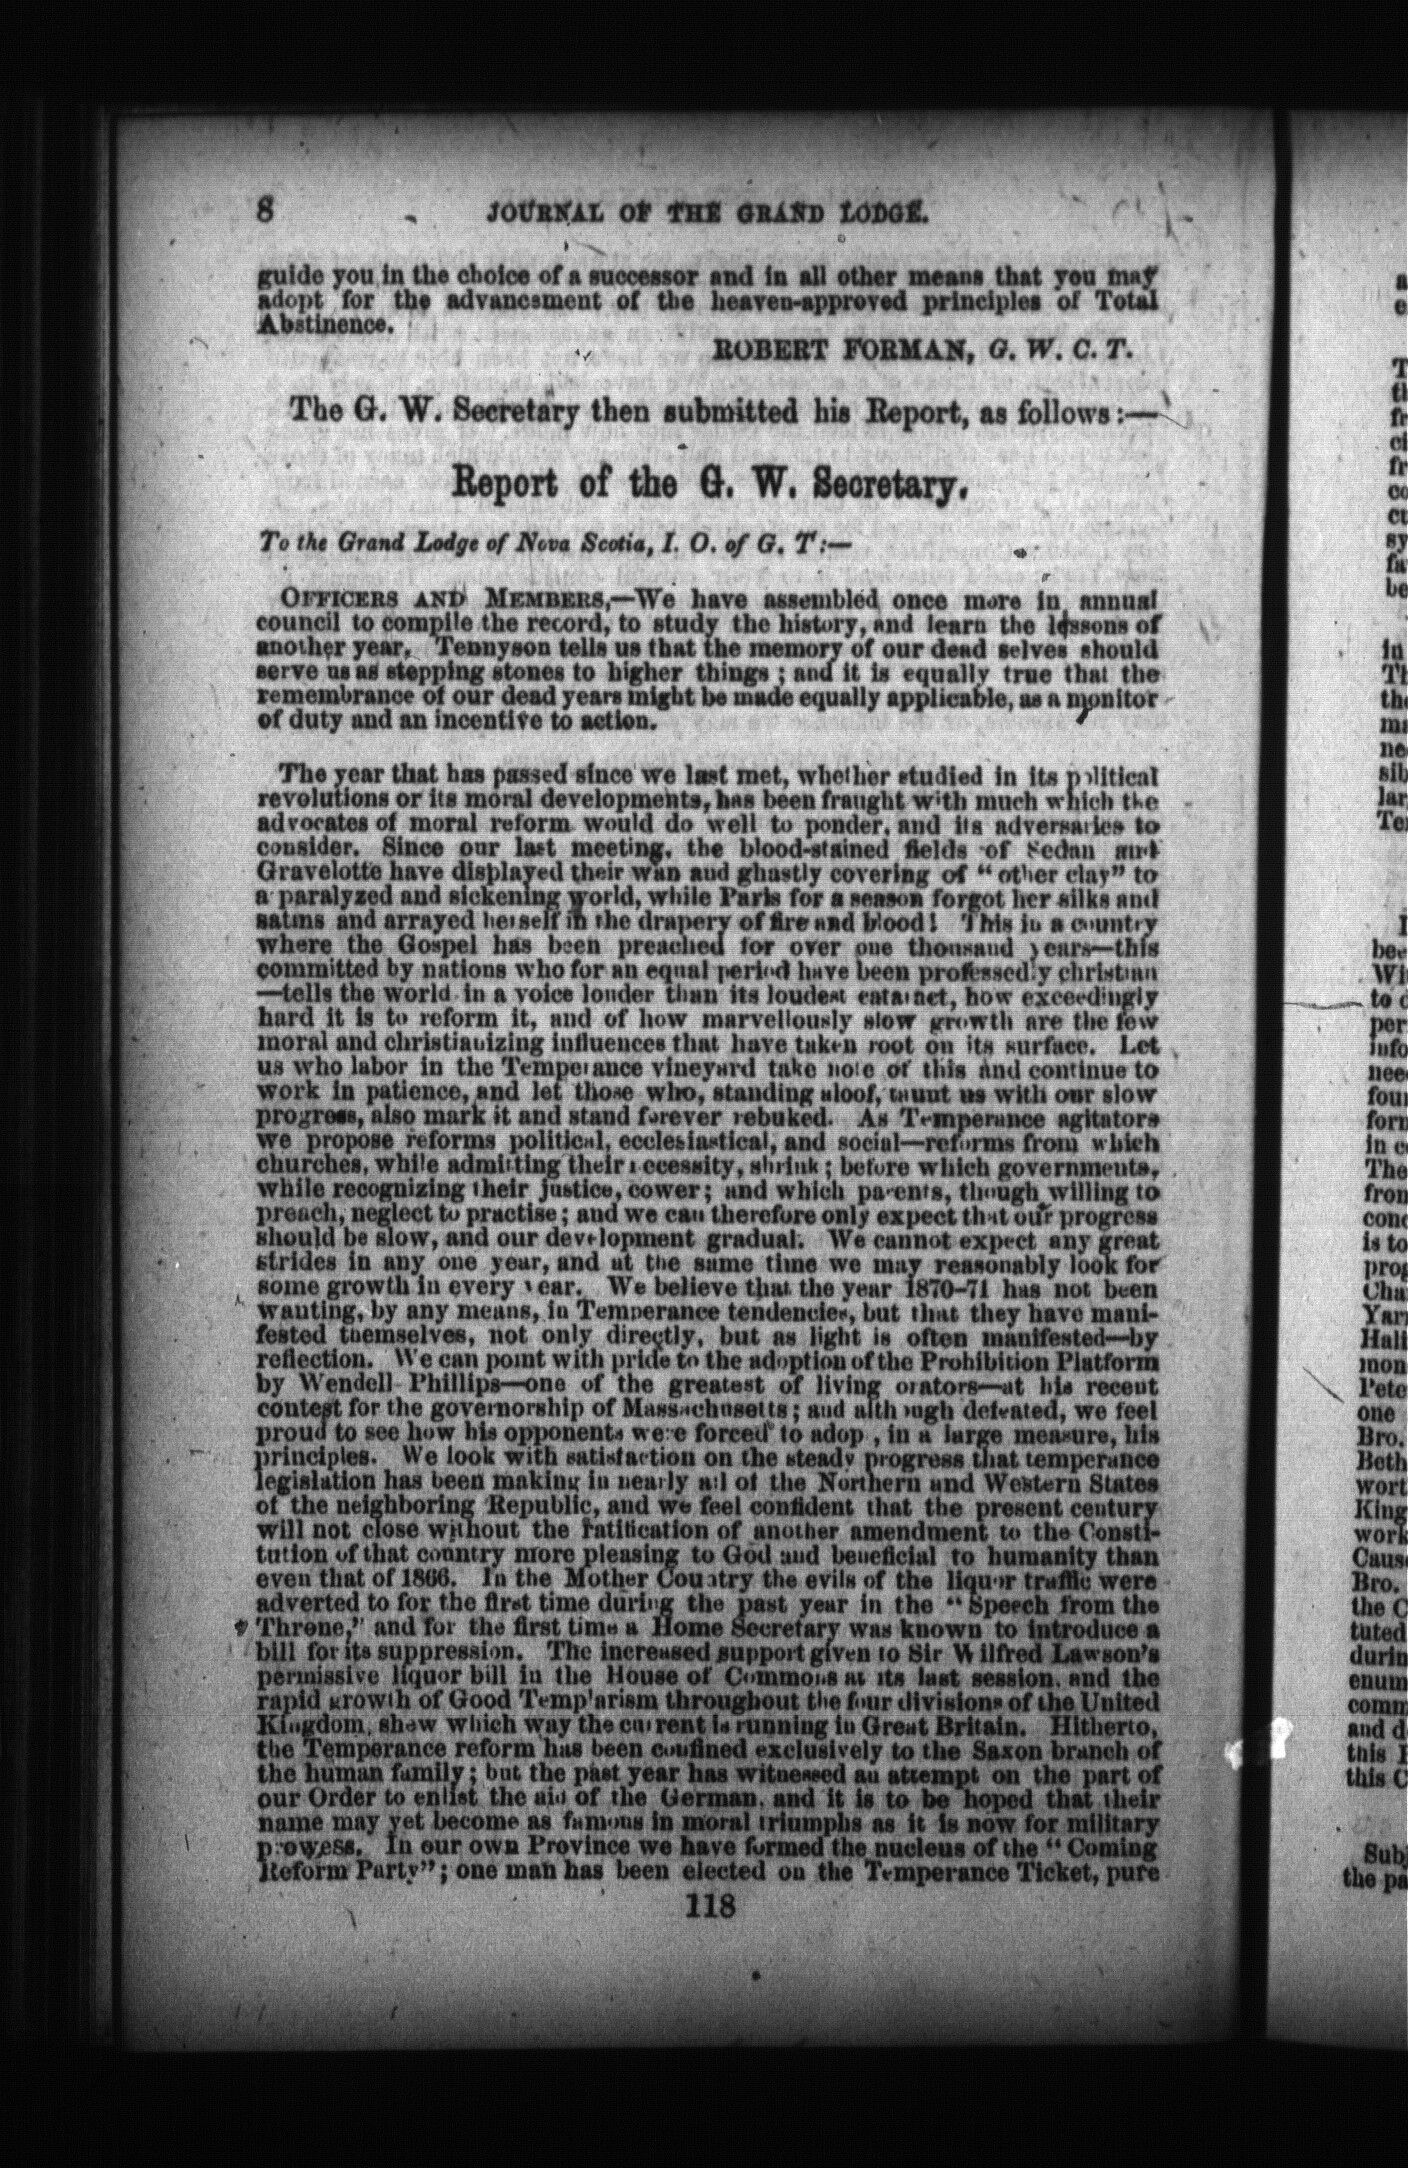 8 JOURNAL OF THE GRAND LODGE.
guide you in the choice of a successor and in all other means that you may
adopt for the advancement of the heaven-approved principles of Total
Abstinence.
ROBERT FORMAN, G. W. C. T.
The G. W. Secretary then submitted his Report, as follows:—
Report of the G. W. Secretary.
To the Grand Lodge of Nova Scotia, I. O. of G. T:—
OFFICERS AND MEMBERS,—We have assembled once more in annual
council to compile the record, to study the history, and learn the lessons of
another year. Tennyson tells us that the memory of our dead selves should
serve us as stepping stones to higher things; and it is equally true that the
remembrance of our dead years might be made equally applicable, as a monitor
of duty and an incentive to action.
The year that has passed since we last met, whether studied in its political
revolutions or its moral developments, has been fraught with much which the
advocates of moral reform would do well to ponder, and its adversaries to
consider. Since our last meeting, the blood-stained fields of Sedan and
Gravelotte have displayed their wan and ghastly covering of "other clay" to
a paralyzed and sickening world, while Paris for a season forgot her silks and
satins and arrayed herself in the drapery of fire and blood! This in a country
where the Gospel has been preached for over one thousand years—this
committed by nations who for an equal period have been professedly christian
—tells the world in a voice louder than its loudest cataract, how exceedingly
hard it is to reform it, and of how marvellously slow growth are the few
moral and christianizing influences that have taken root on its surface. Let
us who labor in the Temperance vineyard take note of this and continue to
work in patience, and let those who, standing aloof, taunt us with our slow
progress, also mark it and stand forever rebuked. As Temperance agitators
we propose reforms political, ecclesiastical, and social—reforms from which
churches, while admitting their necessity, shrink; before which governments,
while recognizing their justice, cower; and which parents, though willing to
preach, neglect to practise; and we can therefore only expect that our progress
should be slow, and our development gradual. We cannot expect any great
strides in any one year, and at the same time we may reasonably look for
some growth in every year. We believe that the year 1870-71 has not been
wanting, by any means, in Temperance tendencies, but that they have mani-
fested themselves, not only directly, but as light is often manifested—by
reflection. We can point with pride to the adoption of the Prohibition Platform
by Wendell Phillips—one of the greatest of living orators—at his recent
contest for the governorship of Massachusetts; and although defeated, we feel
proud to see how his opponents were forced to adop , in a large measure, his
principles. We look with satisfaction on the steady progress that temperance
legislation has been making in nearly all of the Northern and Western States
of the neighboring Republic, and we feel confident that the present century
will not close without the ratification of another amendment to the Consti-
tution of that country more pleasing to God and beneficial to humanity than
even that of 1866. In the Mother Country the evils of the liquor traffic were
adverted to for the first time during the past year in the "Speech from the
Throne," and for the first time a Home Secretary was known to introduce a
bill for its suppression. The increased support given to Sir Wilfred Lawson's
permissive liquor bill in the House of Commons at its last session, and the
rapid growth of Good Templarism throughout the four divisions of the United
Kingdom, show which way the current is running in Great Britain. Hitherto,
the Temperance reform has been confined exclusively to the Saxon branch of
the human family; but the past year has witnessed an attempt on the part of
our Order to enlist the aid of the German, and it is to be hoped that their
name may yet become as famous in moral triumphs as it is now for military
prowess. In our own Province we have formed the nucleus of the "Coming
Reform Party"; one man has been elected on the Temperance Ticket, pure
118